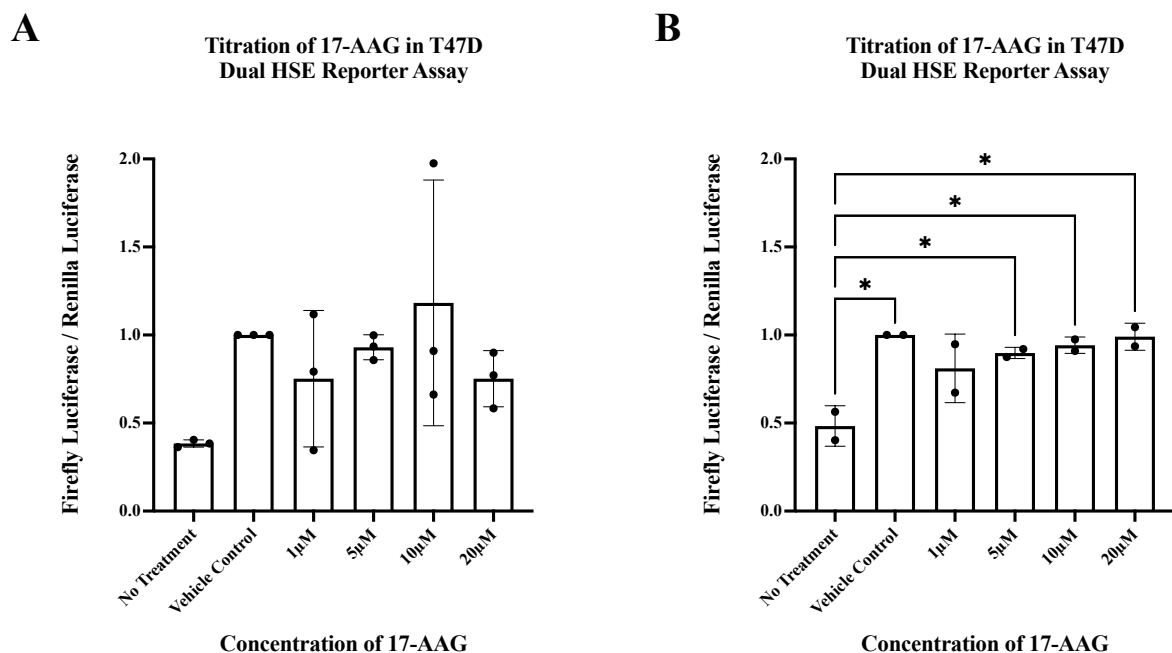 A
Titration of 17-AAG in T47D
Dual HSE Reporter Assay
Firefly Luciferase / Renilla Luciferase
2.0
1.5
1.0
0.5
0.0
No Treatment
Vehicle Control
1µM
5µM
10µM
20µM
Concentration of 17-AAG
B
Titration of 17-AAG in T47D
Dual HSE Reporter Assay
Firefly Luciferase / Renilla Luciferase
2.0
1.5
1.0
0.5
0.0
*
*
*
*
No Treatment
Vehicle Control
1µM
5µM
10µM
20µM
Concentration of 17-AAG